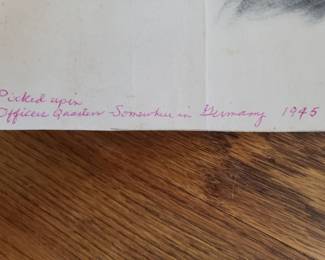 Picked up in
Officers Quarters Somewhere in Germany 1945